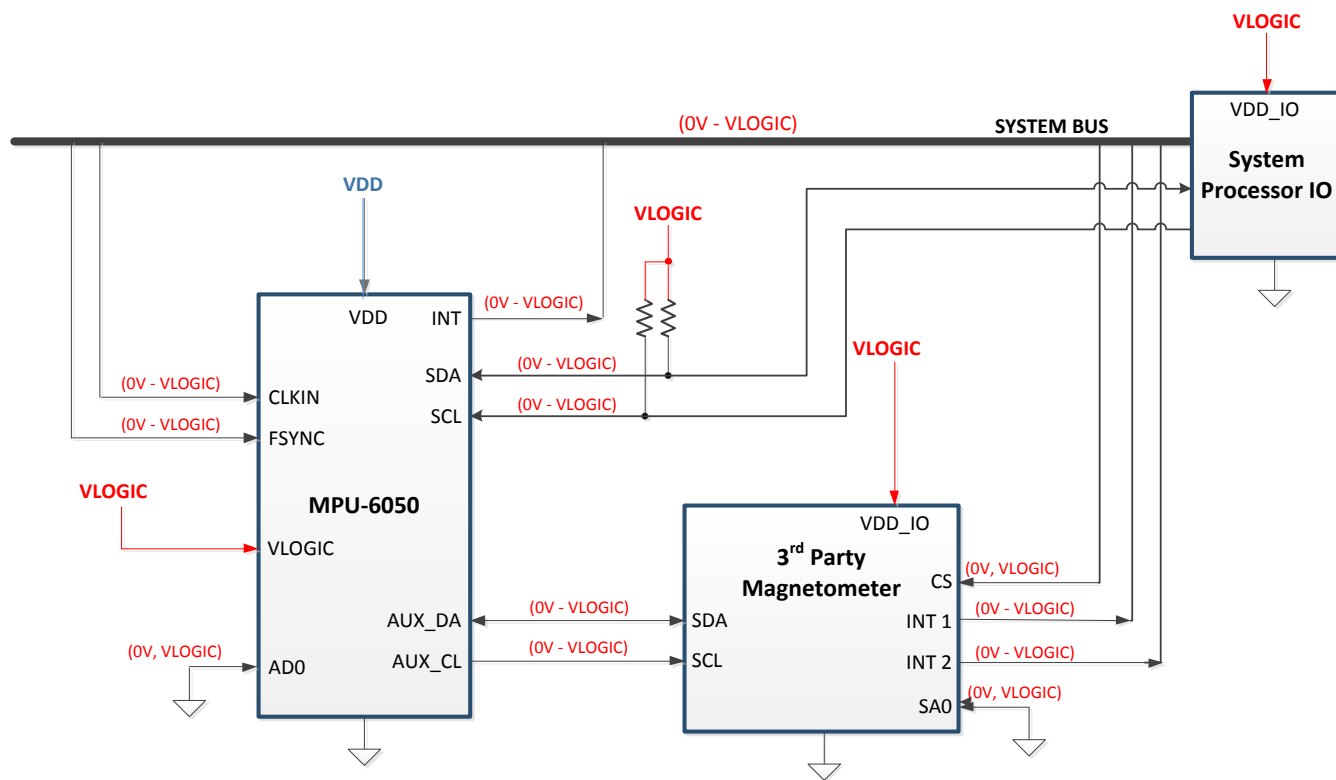 VLOGIC
VDD_IO
System
Processor IO
(0V - VLOGIC)
SYSTEM BUS
VDD
VLOGIC
VDD
INT
(0V - VLOGIC)
SDA
(0V - VLOGIC)
SCL
(0V - VLOGIC)
(0V - VLOGIC)
CLKIN
(0V - VLOGIC)
FSYNC
VLOGIC
MPU-6050
VLOGIC
AUX_DA
(0V - VLOGIC)
AUX_CL
(0V - VLOGIC)
(0V, VLOGIC)
AD0
VLOGIC
VDD_IO
3rd Party
Magnetometer
SDA
SCL
CS
(0V, VLOGIC)
INT 1
(0V - VLOGIC)
INT 2
(0V - VLOGIC)
SA0
(0V, VLOGIC)